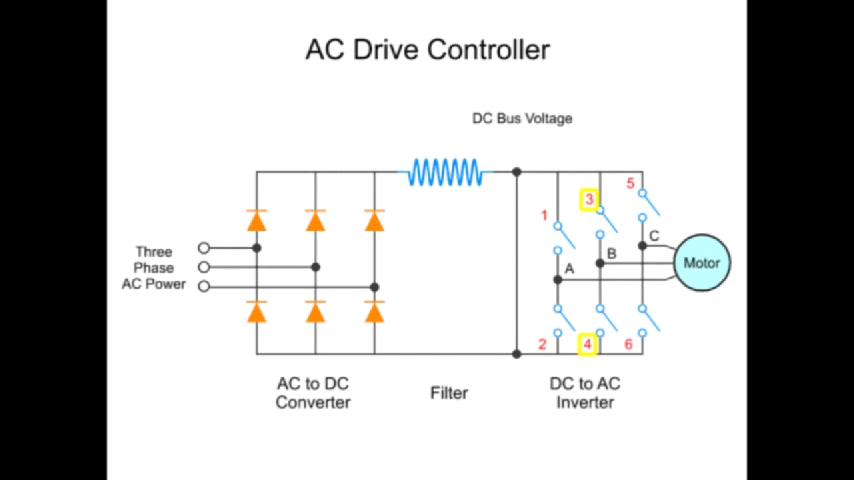 AC Drive Controller
DC Bus Voltage
5
3
1
C
B
A
Motor
Three
Phase
AC Power
2
4
6
AC to DC
Converter
Filter
DC to AC
Inverter